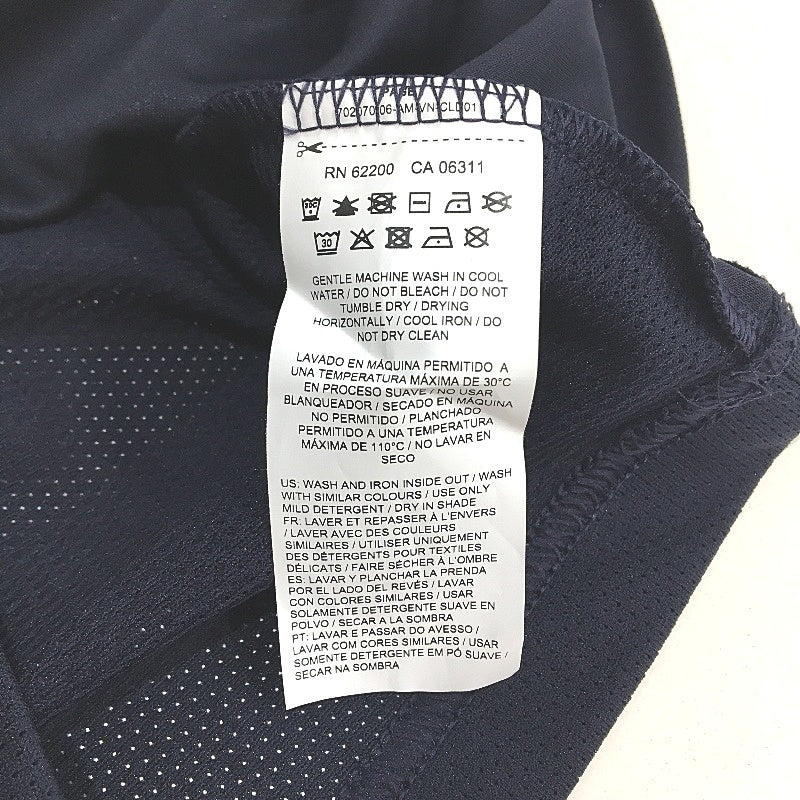 PAGE
RN 62200 CA 06311
30C
30
GENTLE MACHINE WASH IN COOL
WATER / DO NOT BLEACH / DO NOT
TUMBLE DRY / DRYING
HORIZONTALLY / COOL IRON / DO
NOT DRY CLEAN
LAVADO EN MÁQUINA PERMITIDO A
UNA TEMPERATURA MÁXIMA DE 30°C
EN PROCESO SUAVE / NO USAR
BLANQUEADOR / SECADO EN MÁQUINA
NO PERMITIDO / PLANCHADO
PERMITIDO A UNA TEMPERATURA
MÁXIMA DE 110°C / NO LAVAR EN
SECO
US: WASH AND IRON INSIDE OUT / WASH
WITH SIMILAR COLOURS / USE ONLY
MILD DETERGENT / DRY IN SHADE
FR: LAVER ET REPASSER À L'ENVERS
/ LAVER AVEC DES COULEURS
SIMILAIRES / UTILISER UNIQUEMENT
DES DÉTERGENTS POUR TEXTILES
DÉLICATS / FAIRE SÉCHER À L'OMBRE
ES: LAVAR Y PLANCHAR LA PRENDA
POR EL LADO DEL REVÉS / LAVAR
CON COLORES SIMILARES / USAR
SOLAMENTE DETERGENTE SUAVE EN
POLVO / SECAR A LA SOMBRA
PT: LAVAR E PASSAR DO AVESSO /
LAVAR COM CORES SIMILARES / USAR
SOMENTE DETERGENTE EM PÓ SUAVE /
SECAR NA SOMBRA